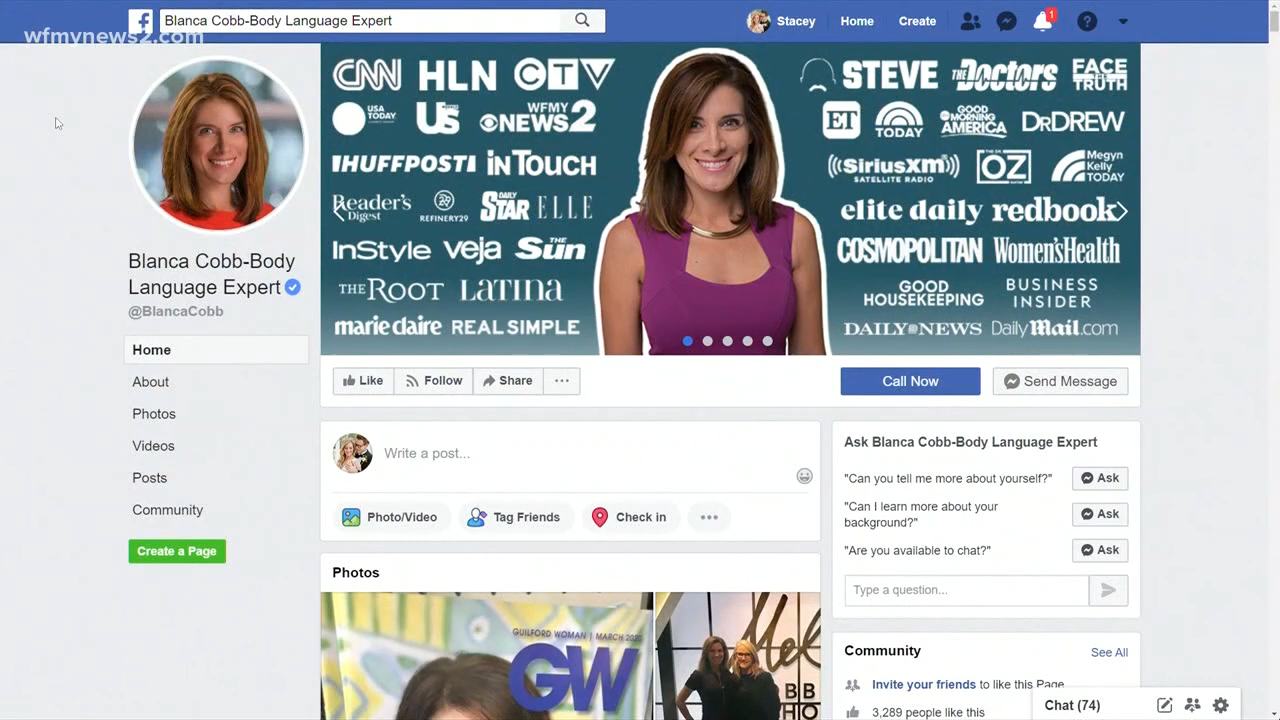 wfmynews2.com
Blanca Cobb-Body Language Expert
Stacey
Home
Create
1
Blanca Cobb-Body
Language Expert
@BlancaCobb
Home
About
Photos
Videos
Posts
Community
Create a Page
CNN HLN CTV
USA TODAY Us WFMY NEWS 2
HUFFPOST inTOUCH
Reader's Digest REFINERY29 DAILY STAR ELLE
InStyle veja The Sun
THE ROOT LATINA
marie claire REAL SIMPLE
STEVE THE Doctors FACE THE TRUTH
ET TODAY GOOD MORNING AMERICA DR DREW
SiriusXM SATELLITE RADIO THE DR OZ SHOW Megyn Kelly TODAY
elite daily redbook
COSMOPOLITAN Women'sHealth
GOOD HOUSEKEEPING BUSINESS INSIDER
DAILY NEWS DailyMail.com
Like Follow Share ...
Call Now Send Message
Write a post...
Photo/Video Tag Friends Check in ...
Photos
GUILFORD WOMAN | MARCH
GW
Ask Blanca Cobb-Body Language Expert
"Can you tell me more about yourself?" Ask
"Can I learn more about your
background?" Ask
"Are you available to chat?" Ask
Type a question...
Community See All
Invite your friends to like this Page
3,289 people like this
Chat (74)